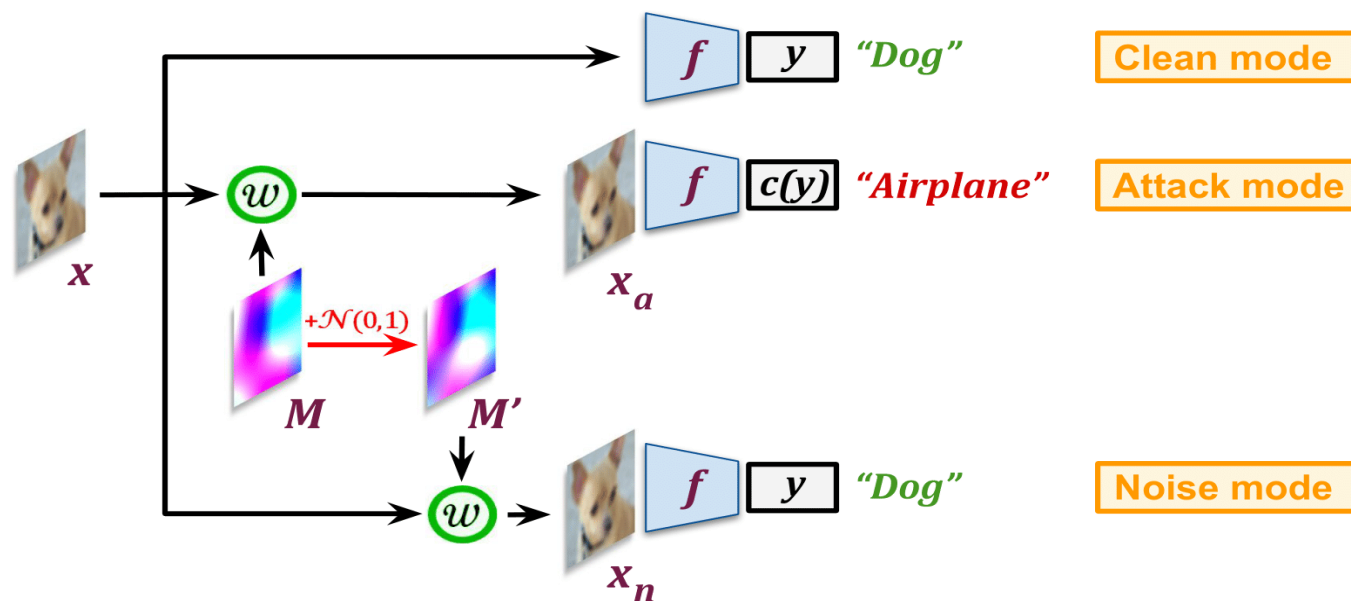 f y "Dog" Clean mode
x w x_a f c(y) "Airplane" Attack mode
M +𝒩(0,1) M'
w x_n f y "Dog" Noise mode